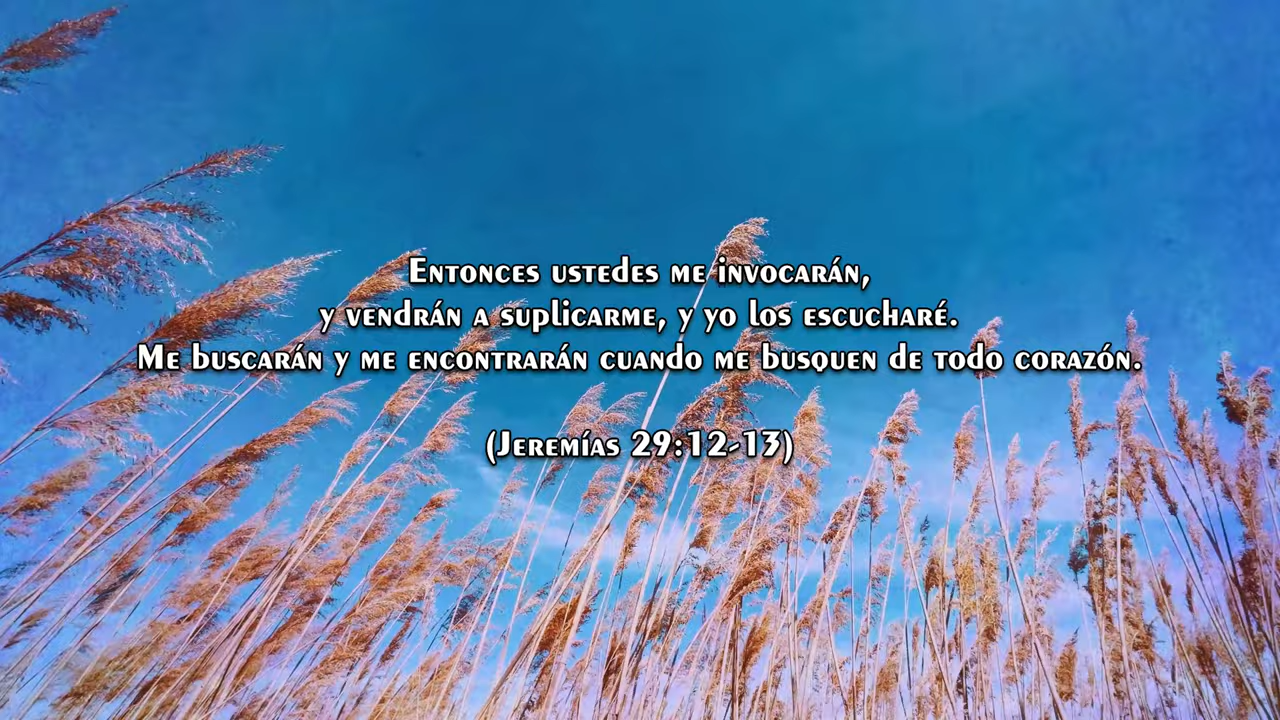 Entonces ustedes me invocarán,
y vendrán a suplicarme, y yo los escucharé.
Me buscarán y me encontrarán cuando me busquen de todo corazón.
(Jeremías 29:12-13)